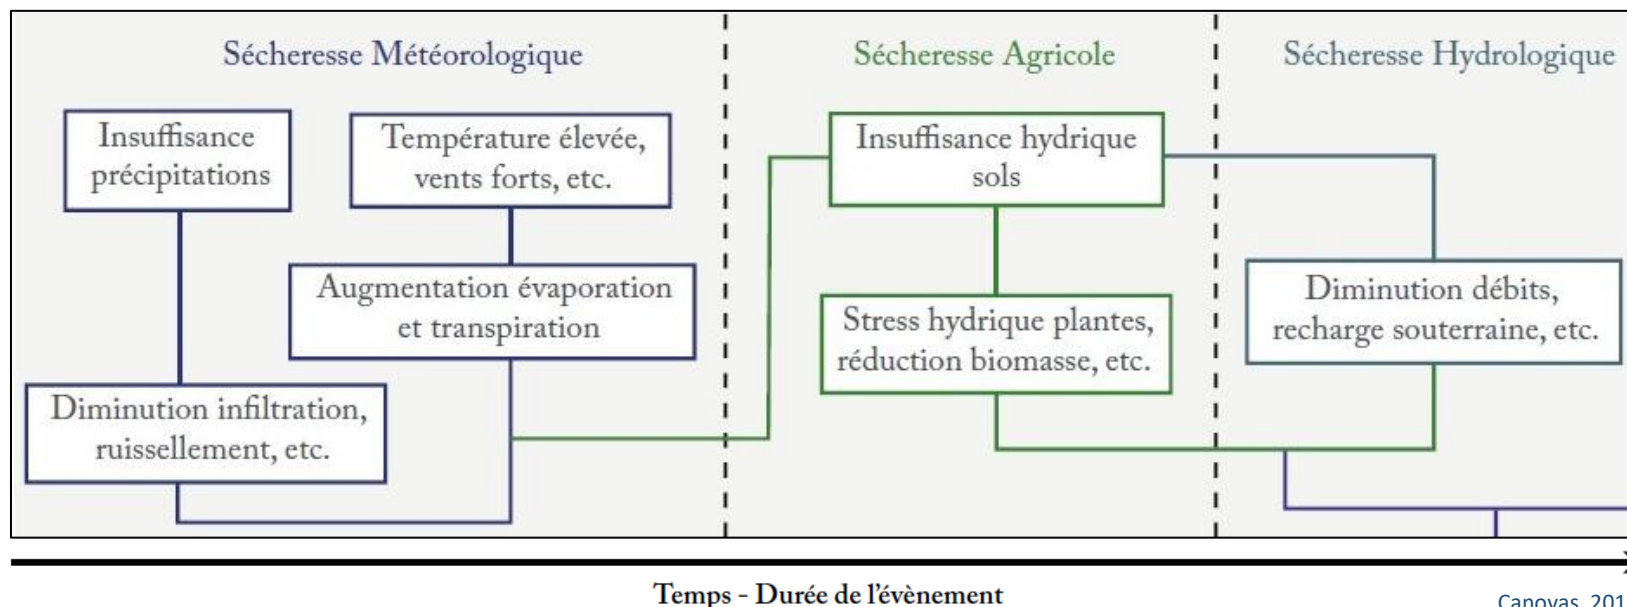 Sécheresse Météorologique
Insuffisance
précipitations
Température élevée,
vents forts, etc.
Augmentation évaporation
et transpiration
Diminution infiltration,
ruissellement, etc.
Sécheresse Agricole
Insuffisance hydrique
sols
Stress hydrique plantes,
réduction biomasse, etc.
Sécheresse Hydrologique
Diminution débits,
recharge souterraine, etc.
Temps - Durée de l'évènement
Canovas, 201